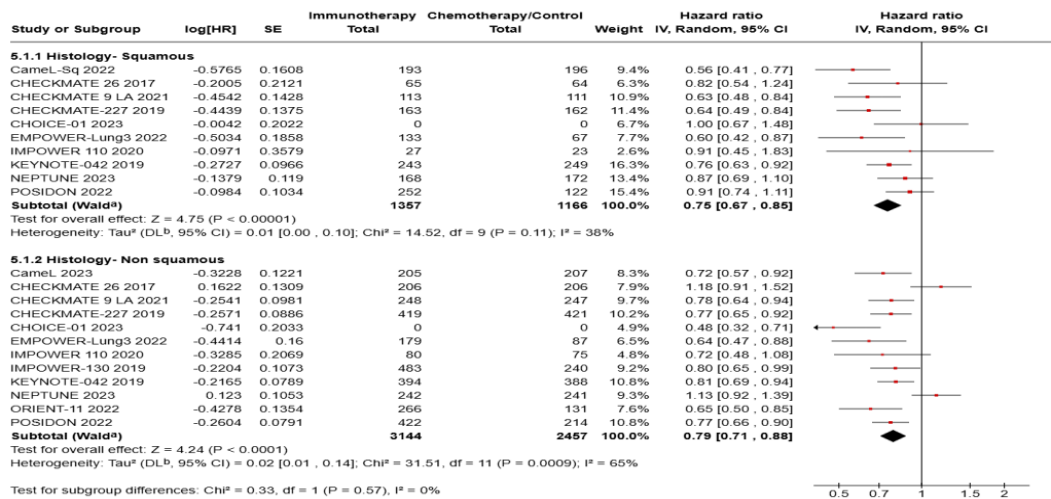 Immunotherapy Chemotherapy/Control Hazard ratio Hazard ratio
Study or Subgroup log[HR] SE Total Total Weight IV, Random, 95% CI IV, Random, 95% CI
5.1.1 Histology- Squamous
CameL-Sq 2022 -0.5765 0.1608 193 196 9.4% 0.56 [0.41 , 0.77]
CHECKMATE 26 2017 -0.2005 0.2121 65 64 6.3% 0.82 [0.54 , 1.24]
CHECKMATE 9 LA 2021 -0.4542 0.1428 113 111 10.9% 0.63 [0.48 , 0.84]
CHECKMATE-227 2019 -0.4439 0.1375 163 162 11.4% 0.64 [0.49 , 0.84]
CHOICE-01 2023 -0.0042 0.2022 0 0 6.7% 1.00 [0.67 , 1.48]
EMPOWER-Lung3 2022 -0.5034 0.1858 133 67 7.7% 0.60 [0.42 , 0.87]
IMPOWER 110 2020 -0.0971 0.3579 27 23 2.6% 0.91 [0.45 , 1.83]
KEYNOTE-042 2019 -0.2727 0.0966 243 249 16.3% 0.76 [0.63 , 0.92]
NEPTUNE 2023 -0.1379 0.119 168 172 13.4% 0.87 [0.69 , 1.10]
POSIDON 2022 -0.0984 0.1034 252 122 15.4% 0.91 [0.74 , 1.11]
Subtotal (Waldª) 1357 1166 100.0% 0.75 [0.67 , 0.85]
Test for overall effect: Z = 4.75 (P < 0.00001)
Heterogeneity: Tau² (DLᵇ, 95% CI) = 0.01 [0.00 , 0.10]; Chi² = 14.52, df = 9 (P = 0.11); I² = 38%
5.1.2 Histology- Non squamous
CameL 2023 -0.3228 0.1221 205 207 8.3% 0.72 [0.57 , 0.92]
CHECKMATE 26 2017 0.1622 0.1309 206 206 7.9% 1.18 [0.91 , 1.52]
CHECKMATE 9 LA 2021 -0.2541 0.0981 248 247 9.7% 0.78 [0.64 , 0.94]
CHECKMATE-227 2019 -0.2571 0.0886 419 421 10.2% 0.77 [0.65 , 0.92]
CHOICE-01 2023 -0.741 0.2033 0 0 4.9% 0.48 [0.32 , 0.71]
EMPOWER-Lung3 2022 -0.4414 0.16 179 87 6.4% 0.64 [0.47 , 0.88]
IMPOWER 110 2020 -0.3285 0.2069 80 75 4.8% 0.72 [0.48 , 1.08]
IMPOWER-130 2019 -0.2204 0.1073 483 240 9.2% 0.80 [0.65 , 0.99]
KEYNOTE-042 2019 -0.2165 0.0789 394 388 10.8% 0.81 [0.69 , 0.94]
NEPTUNE 2023 0.123 0.1053 242 241 9.3% 1.13 [0.92 , 1.39]
ORIENT-11 2022 -0.4278 0.1354 266 131 7.6% 0.65 [0.50 , 0.85]
POSIDON 2022 -0.2604 0.0791 422 214 10.8% 0.77 [0.66 , 0.90]
Subtotal (Waldª) 3144 2457 100.0% 0.79 [0.71 , 0.88]
Test for overall effect: Z = 4.24 (P < 0.0001)
Heterogeneity: Tau² (DLᵇ, 95% CI) = 0.02 [0.01 , 0.14]; Chi² = 31.51, df = 11 (P = 0.0009); I² = 65%
Test for subgroup differences: Chi² = 0.33, df = 1 (P = 0.57), I² = 0%
0.5 0.7 1 1.5 2